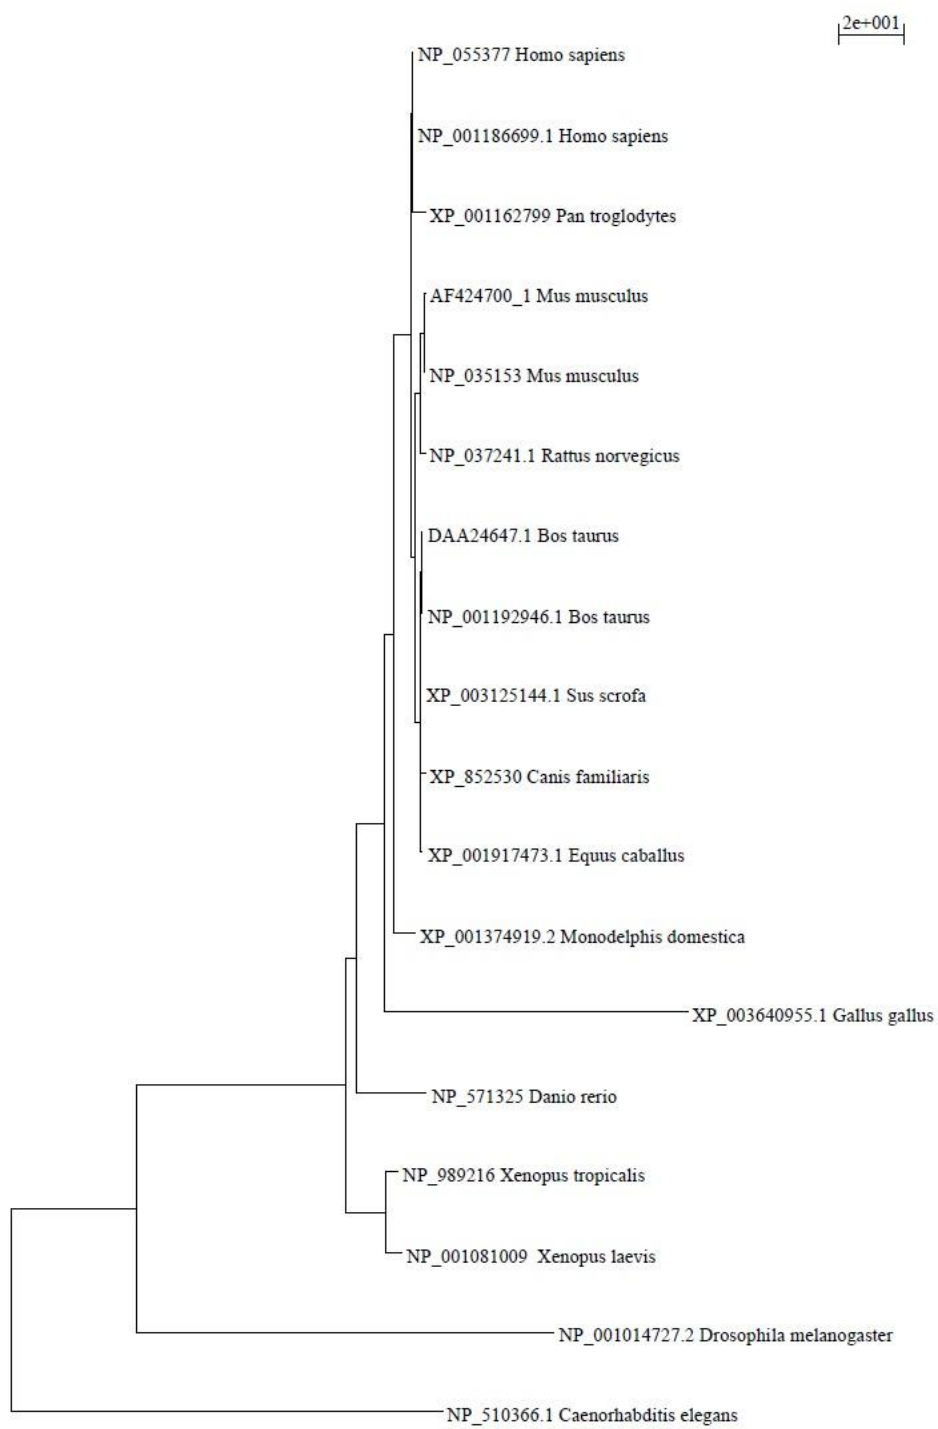 2e+001
NP_055377 Homo sapiens
NP_001186699.1 Homo sapiens
XP_001162799 Pan troglodytes
AF424700_1 Mus musculus
NP_035153 Mus musculus
NP_037241.1 Rattus norvegicus
DAA24647.1 Bos taurus
NP_001192946.1 Bos taurus
XP_003125144.1 Sus scrofa
XP_852530 Canis familiaris
XP_001917473.1 Equus caballus
XP_001374919.2 Monodelphis domestica
XP_003640955.1 Gallus gallus
NP_571325 Danio rerio
NP_989216 Xenopus tropicalis
NP_001081009  Xenopus laevis
NP_001014727.2 Drosophila melanogaster
NP_510366.1 Caenorhabditis elegans